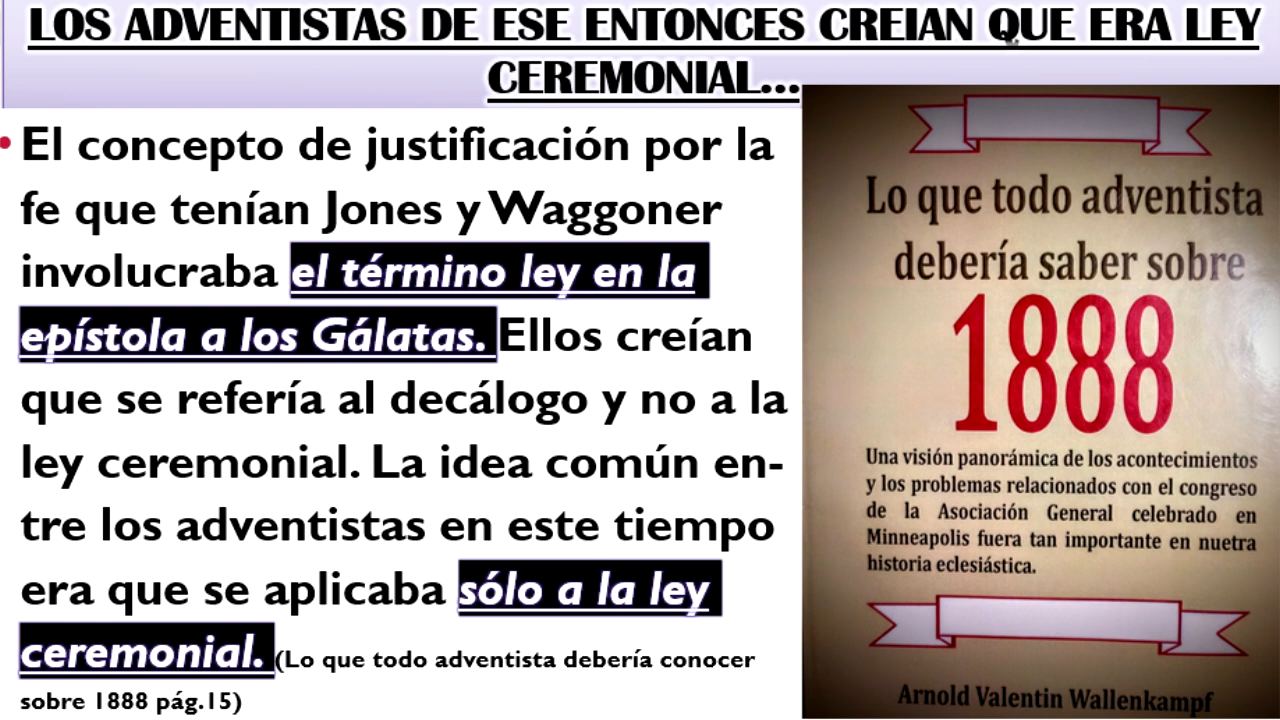 LOS ADVENTISTAS DE ESE ENTONCES CREIAN QUE ERA LEY
CEREMONIAL...
• El concepto de justificación por la
fe que tenían Jones y Waggoner
involucraba el término ley en la
epístola a los Gálatas. Ellos creían
que se refería al decálogo y no a la
ley ceremonial. La idea común en-
tre los adventistas en este tiempo
era que se aplicaba sólo a la ley
ceremonial. (Lo que todo adventista debería conocer
sobre 1888 pág.15)
Lo que todo adventista
debería saber sobre
1888
Una visión panorámica de los acontecimientos
y los problemas relacionados con el congreso
de la Asociación General celebrado en
Minneapolis fuera tan importante en nuetra
historia eclesiástica.
Arnold Valentin Wallenkampf